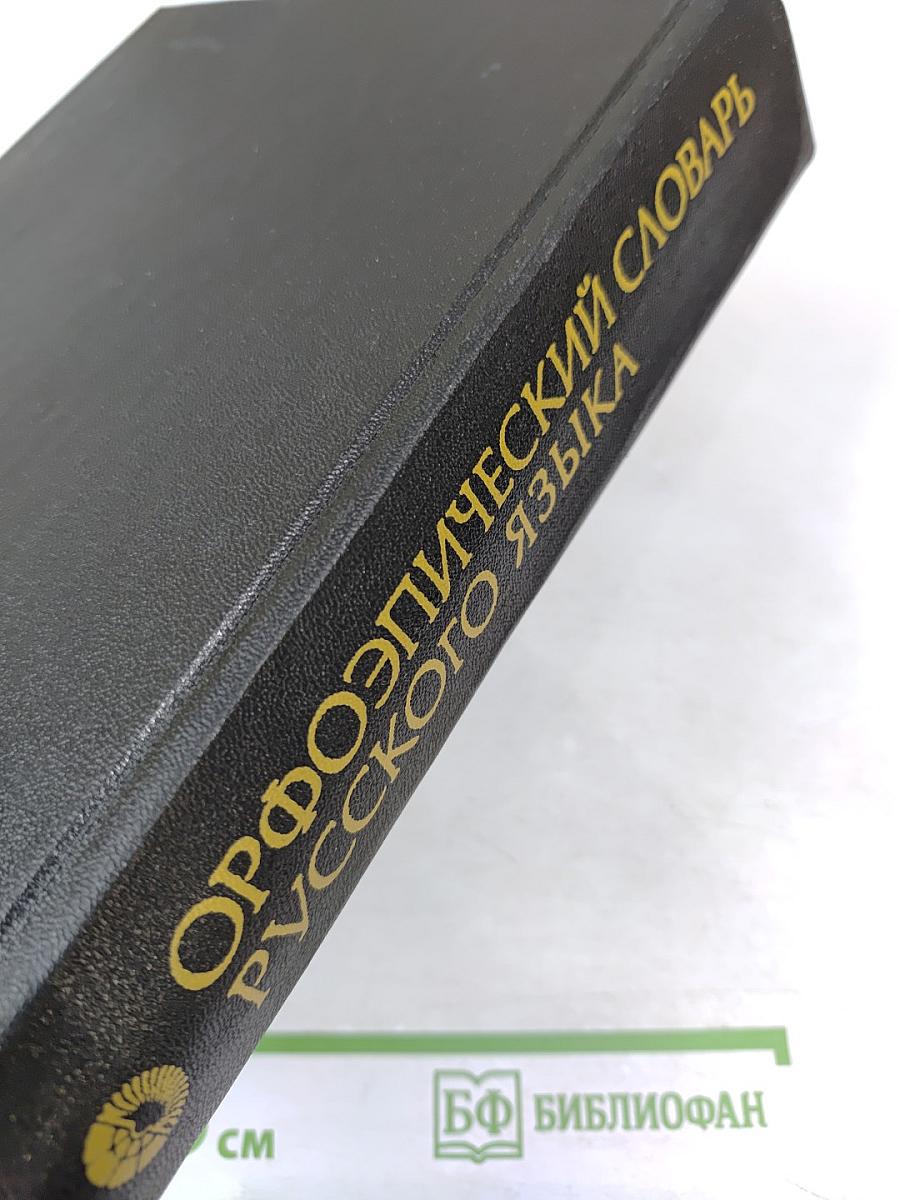 ОРФОЭПИЧЕСКИЙ СЛОВАРЬ
РУССКОГО ЯЗЫКА
см
БФ БИБЛИОФАН